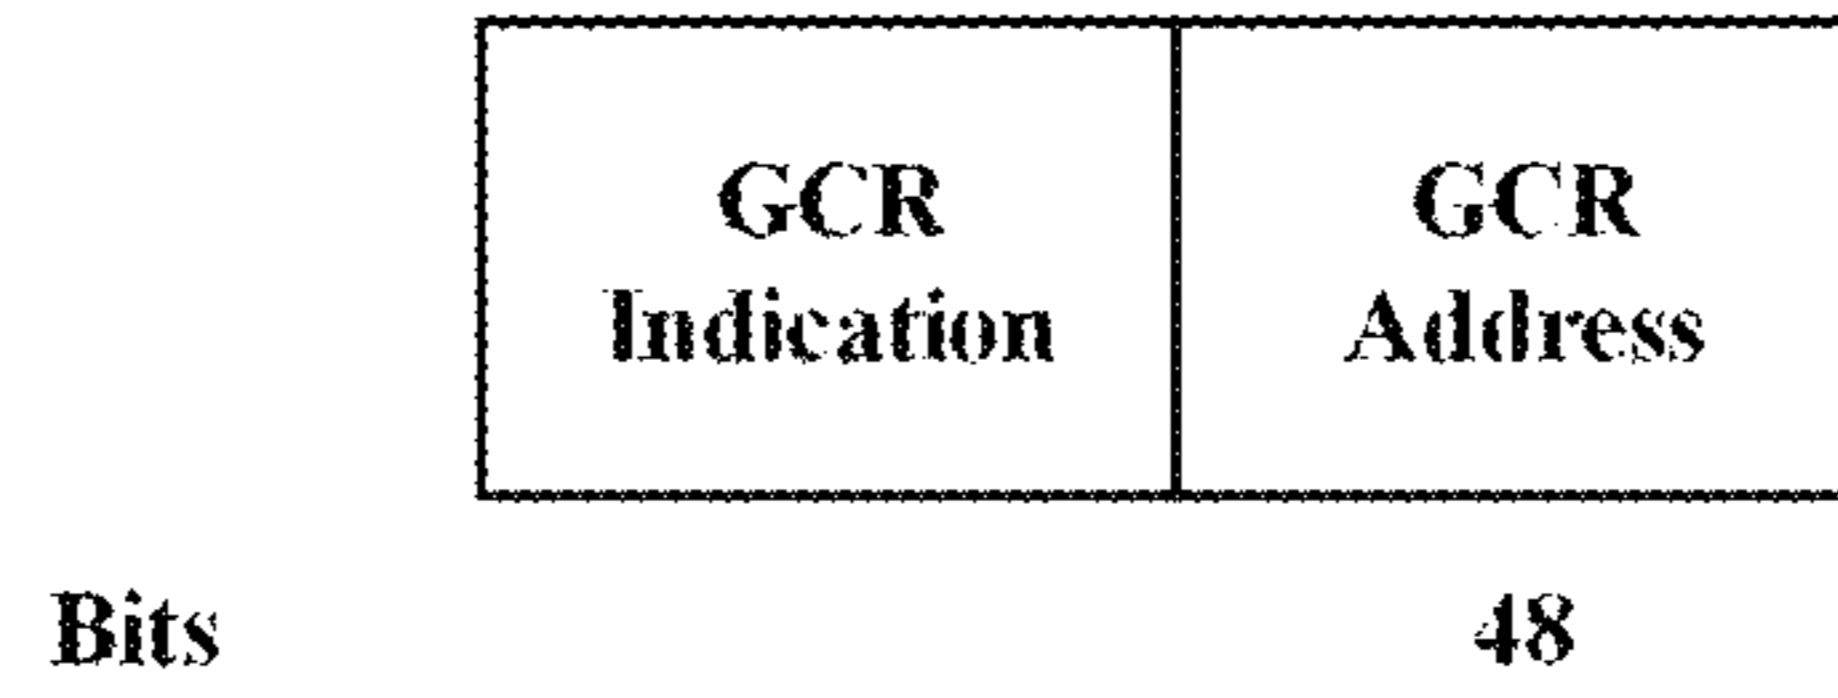 GCR
Indication
GCR
Address
Bits
48